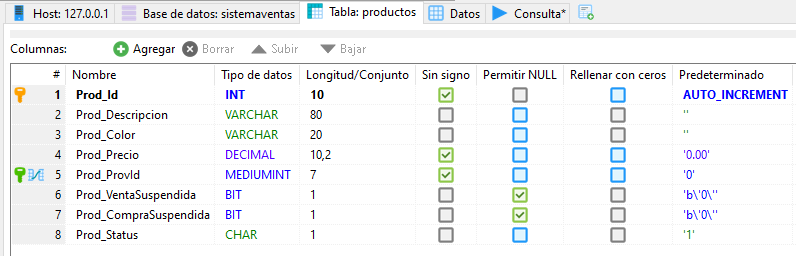 Host: 127.0.0.1 Base de datos: sistemaventas Tabla: productos Datos Consulta*
Columnas: Agregar Borrar Subir Bajar
# Nombre Tipo de datos Longitud/Conjunto Sin signo Permitir NULL Rellenar con ceros Predeterminado
1 Prod_Id INT 10 AUTO_INCREMENT
2 Prod_Descripcion VARCHAR 80 ''
3 Prod_Color VARCHAR 20 ''
4 Prod_Precio DECIMAL 10,2 '0.00'
5 Prod_ProvId MEDIUMINT 7 '0'
6 Prod_VentaSuspendida BIT 1 'b\'0\''
7 Prod_CompraSuspendida BIT 1 'b\'0\''
8 Prod_Status CHAR 1 '1'